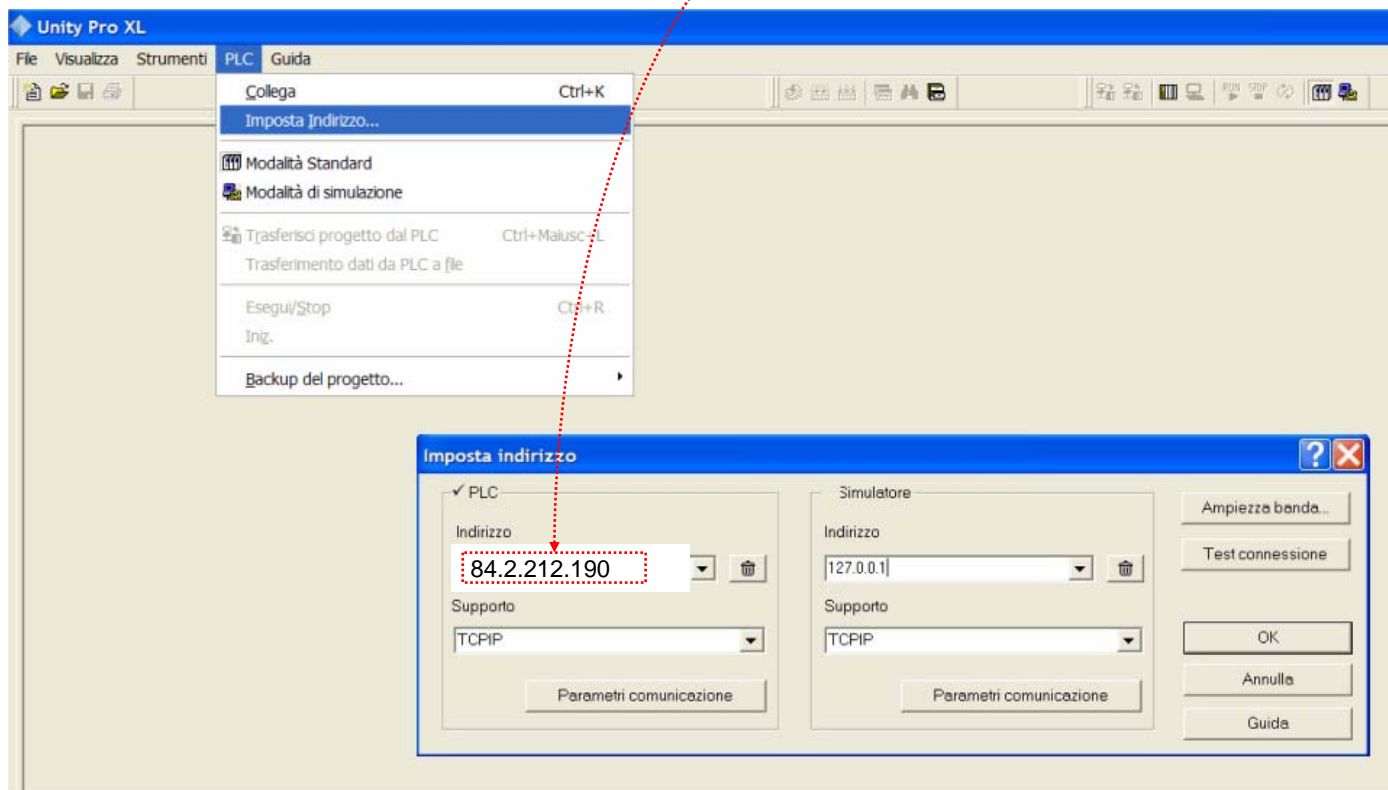 Unity Pro XL
File Visualizza Strumenti PLC Guida
Collega Ctrl+K
Imposta Indirizzo...
Modalità Standard
Modalità di simulazione
Trasferisci progetto dal PLC Ctrl+Maiusc+L
Trasferimento dati da PLC a file
Esegui/Stop Ctrl+R
Iniz.
Backup del progetto...
Imposta indirizzo
PLC
Indirizzo
84.2.212.190
Supporto
TCPIP
Parametri comunicazione
Simulatore
Indirizzo
127.0.0.1
Supporto
TCPIP
Parametri comunicazione
Ampiezza banda...
Test connessione
OK
Annulla
Guida